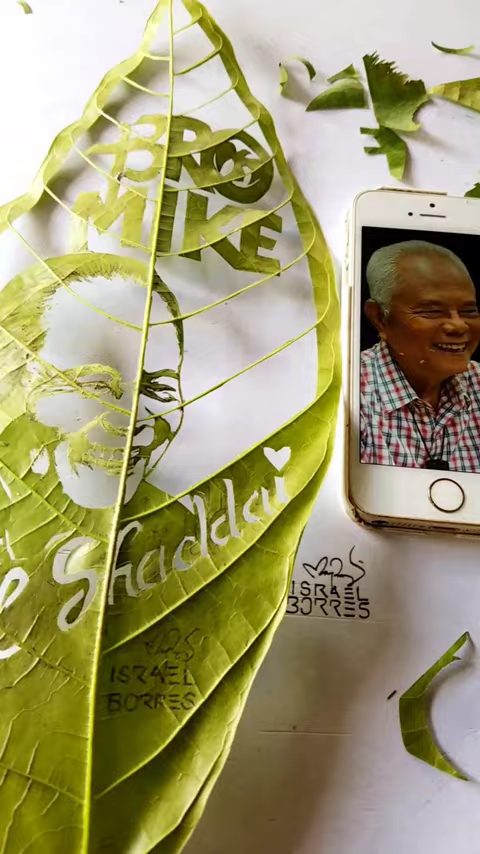 BRO
MIKE
Shaddai
ISRAEL
BORRES
ISRAEL
BORRES